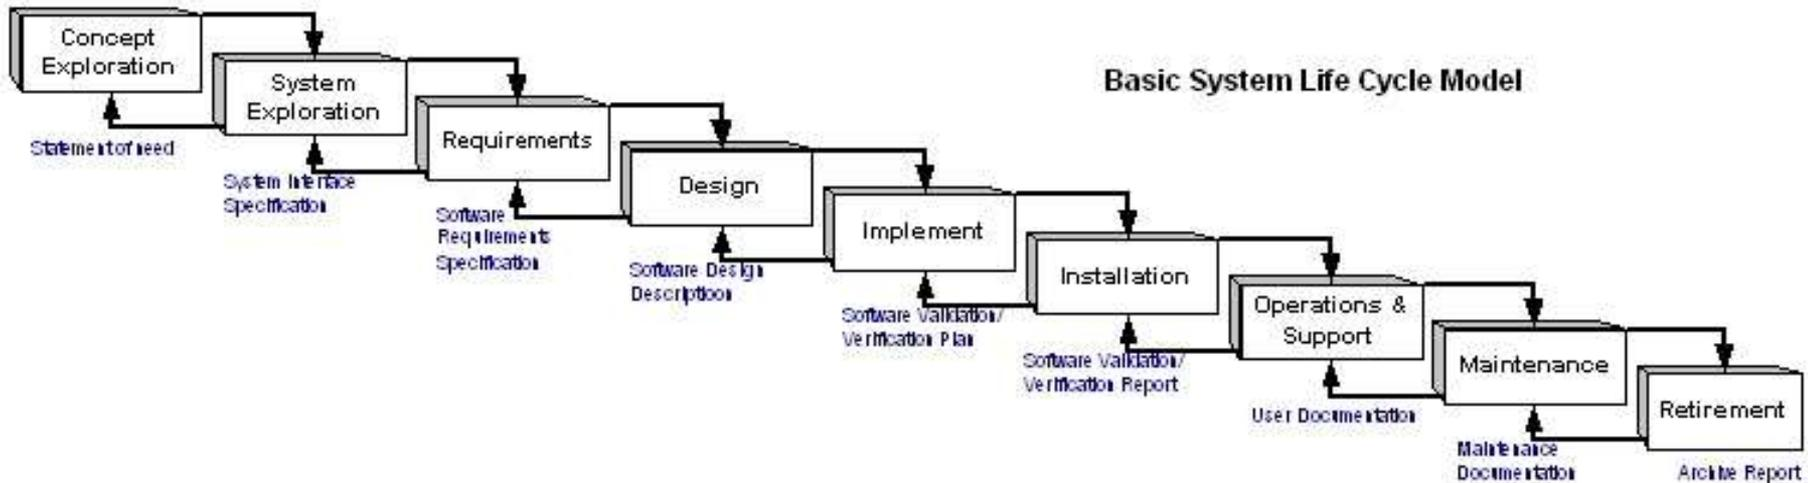 Basic System Life Cycle Model
Concept
Exploration
Statement of need
System
Exploration
System Interface
Specification
Requirements
Software
Requirements
Specification
Design
Software Design
Descriptioon
Implement
Software Validation/
Verification Plan
Installation
Software Validation/
Verification Report
Operations &
Support
User Documentation
Maintenance
Maintenance
Documentation
Retirement
Archive Report